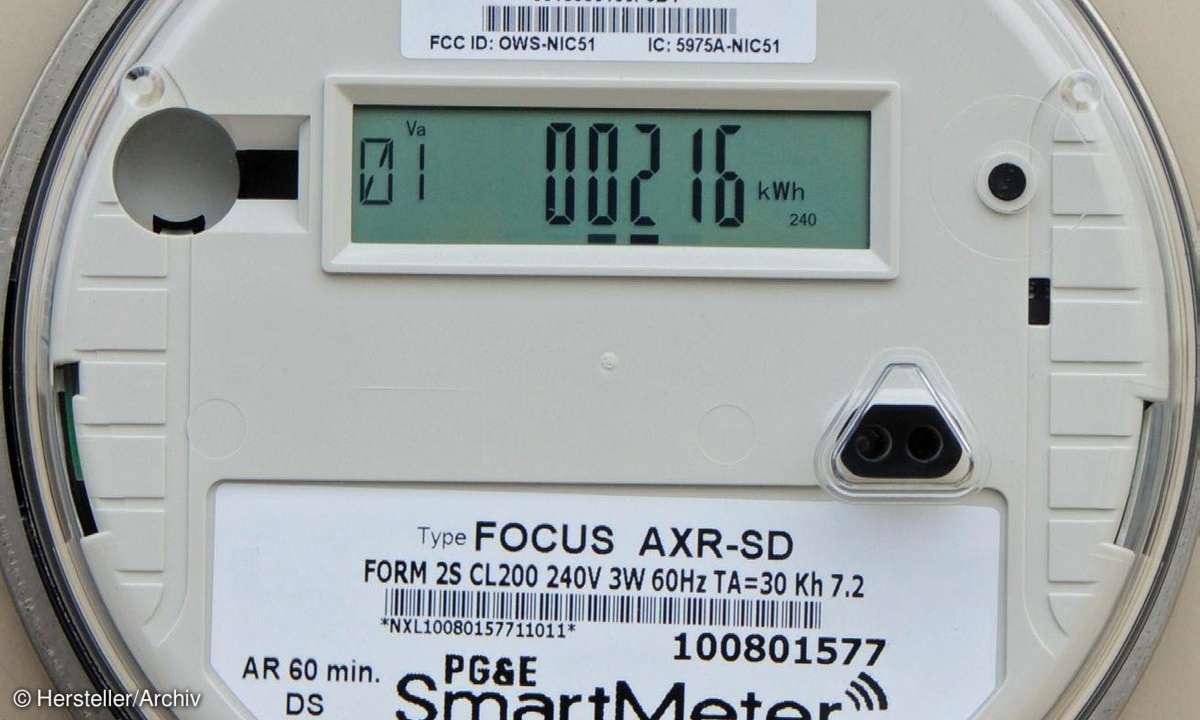 FCC ID: OWS-NIC51 IC: 5975A-NIC51
Va
01 00216 kWh
240
Type FOCUS AXR-SD
FORM 2S CL200 240V 3W 60Hz TA=30 Kh 7.2
*NXL10080157711011*
100801577
AR 60 min. PG&E
DS SmartMeter
© Hersteller/Archiv